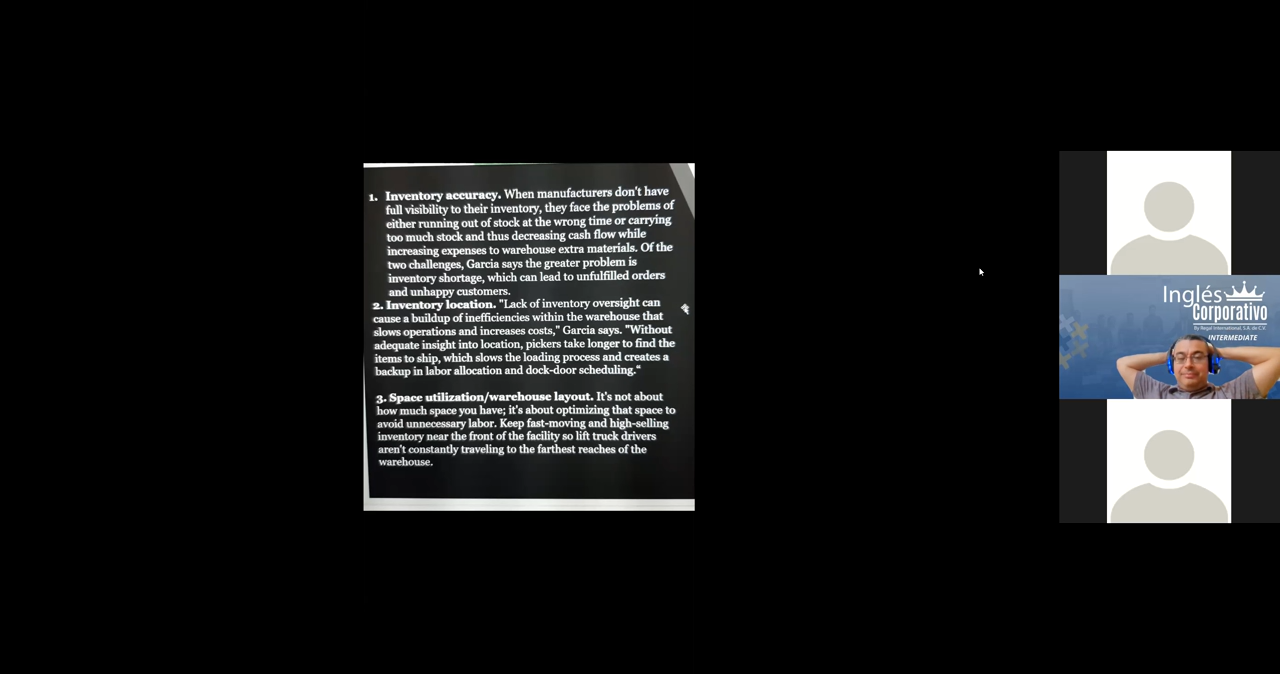 1. Inventory accuracy. When manufacturers don't have
full visibility to their inventory, they face the problems of
either running out of stock at the wrong time or carrying
too much stock and thus decreasing cash flow while
increasing expenses to warehouse extra materials. Of the
two challenges, Garcia says the greater problem is
inventory shortage, which can lead to unfulfilled orders
and unhappy customers.
2. Inventory location. "Lack of inventory oversight can
cause a buildup of inefficiencies within the warehouse that
slows operations and increases costs," Garcia says. "Without
adequate insight into location, pickers take longer to find the
items to ship, which slows the loading process and creates a
backup in labor allocation and dock-door scheduling."
3. Space utilization/warehouse layout. It's not about
how much space you have; it's about optimizing that space to
avoid unnecessary labor. Keep fast-moving and high-selling
inventory near the front of the facility so lift truck drivers
aren't constantly traveling to the farthest reaches of the
warehouse.
Inglés
Corporativo
By Regal International, S.A. de C.V.
INTERMEDIATE